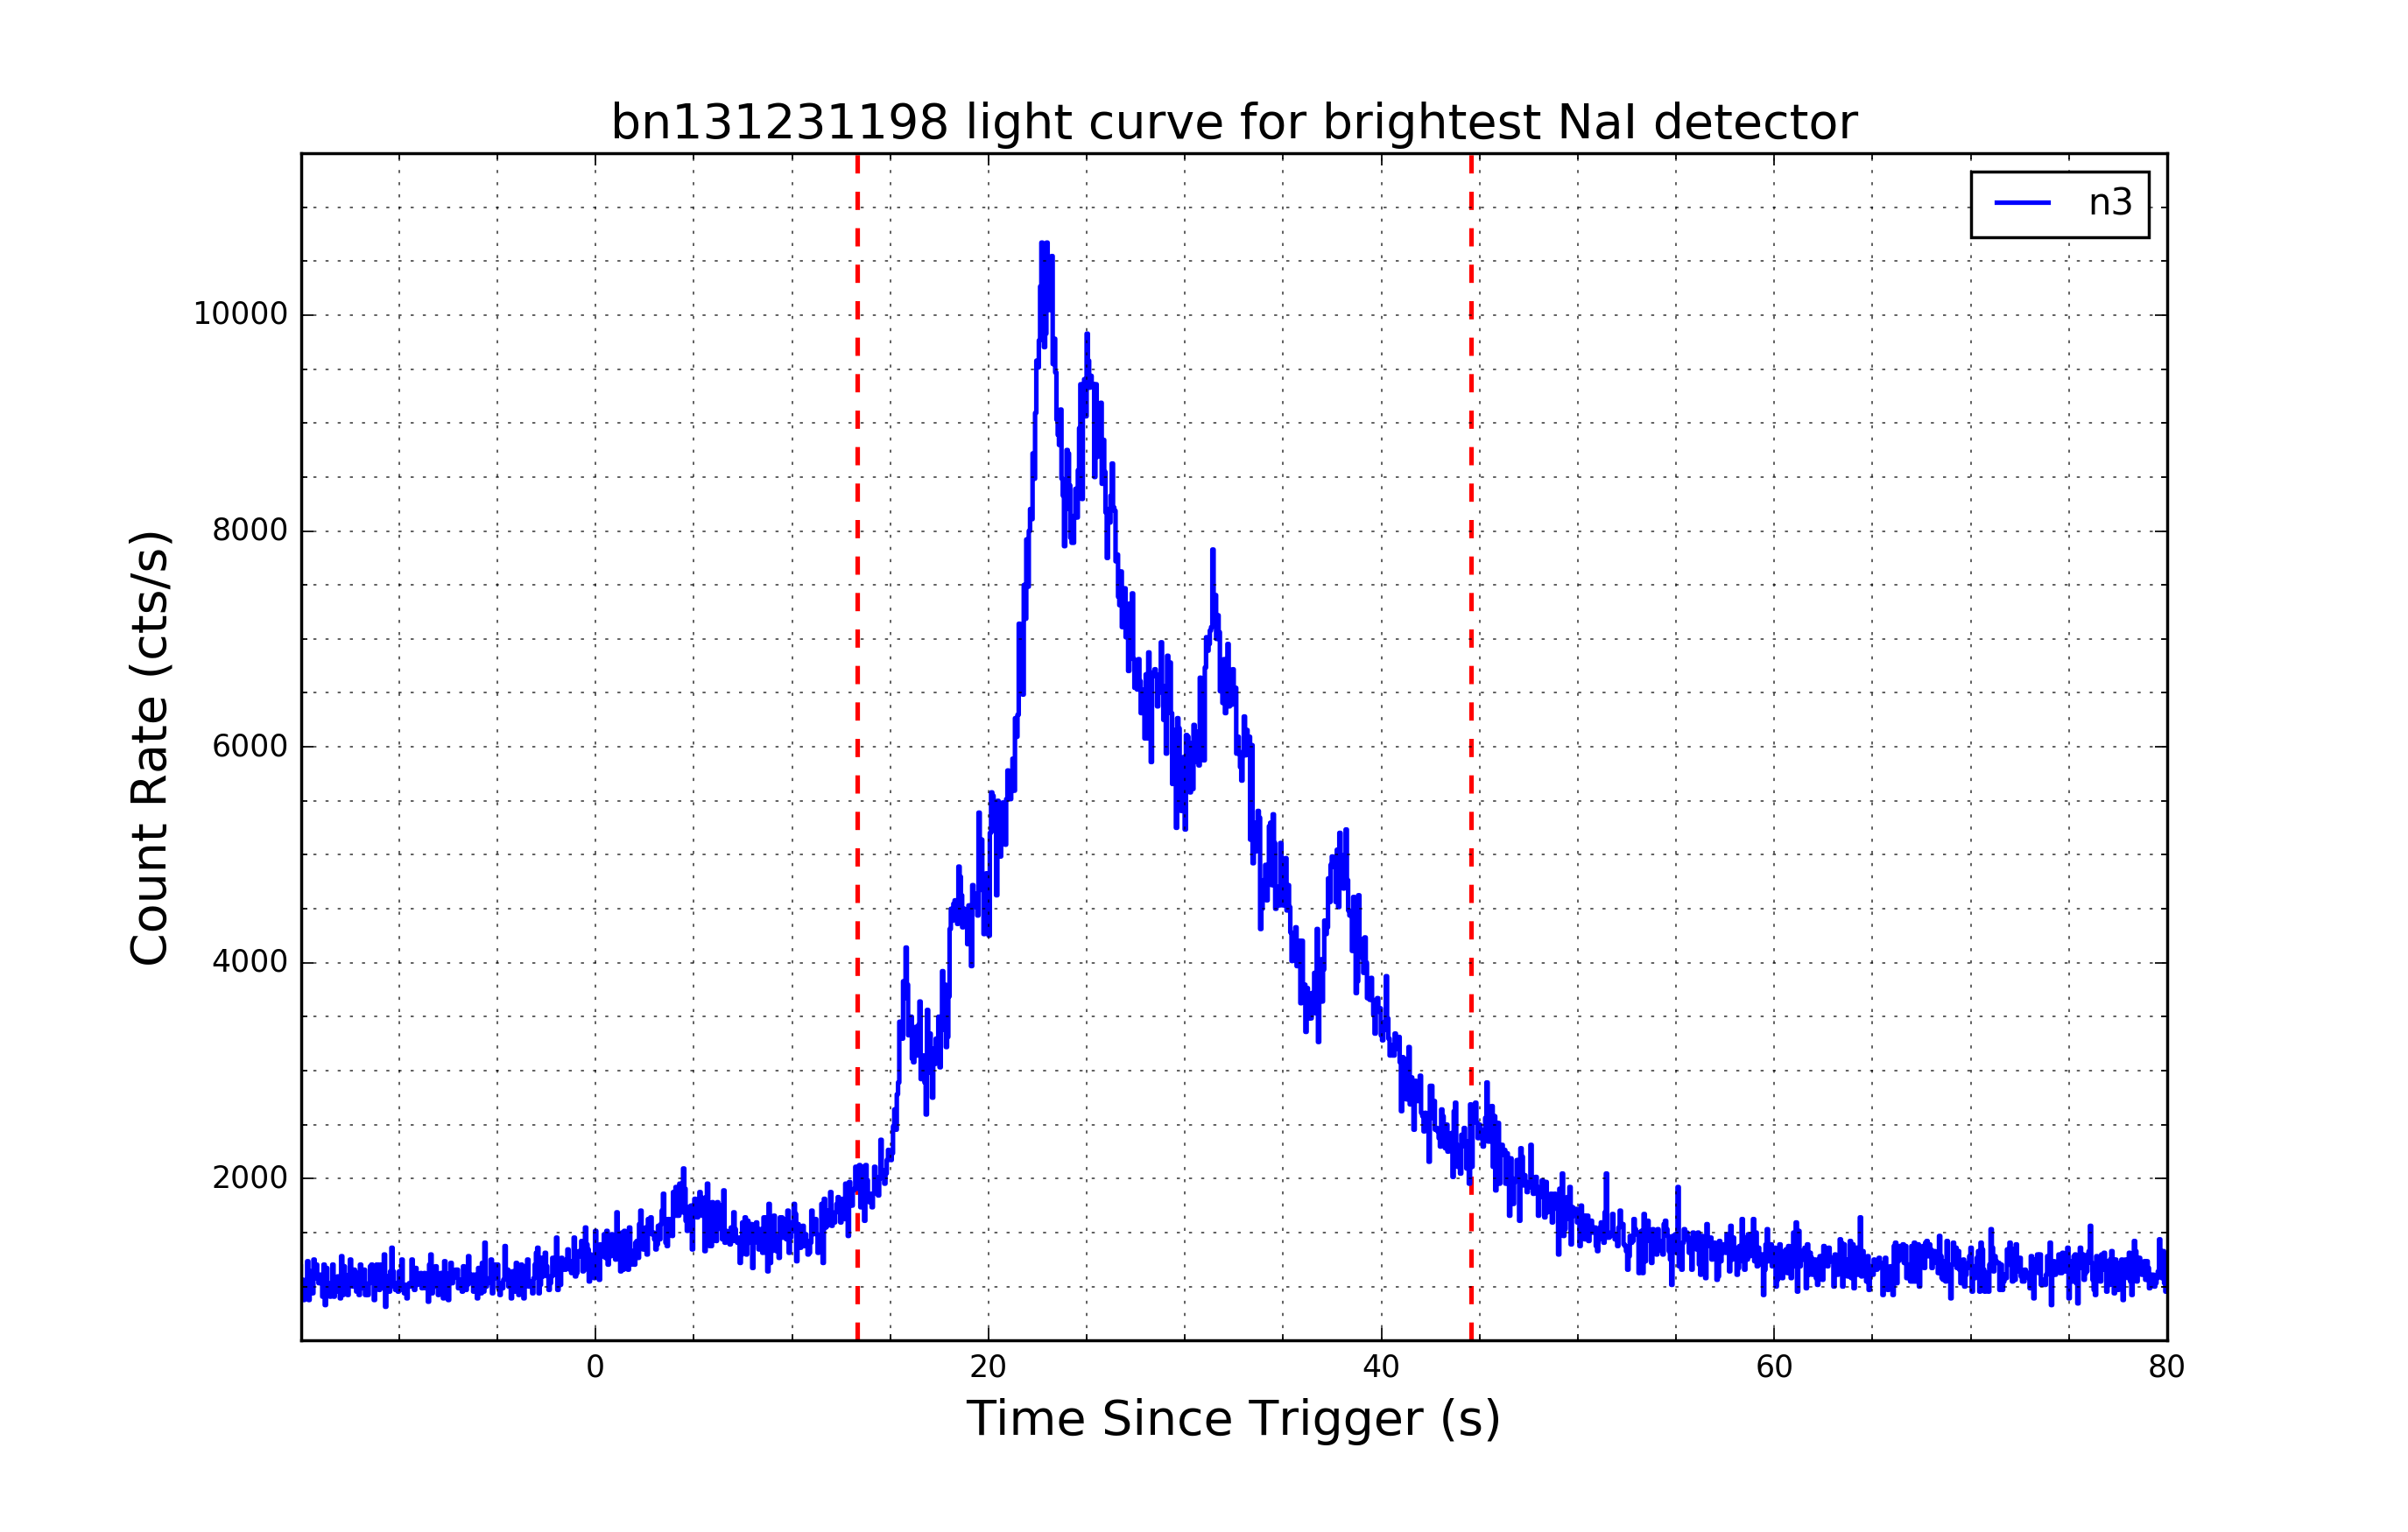 bn131231198 light curve for brightest NaI detector
n3
10000
8000
6000
4000
2000
Count Rate (cts/s)
0 20 40 60 80
Time Since Trigger (s)